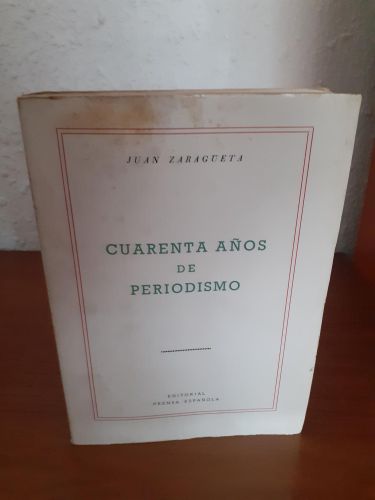 JUAN ZARAGUETA
CUARENTA AÑOS
DE
PERIODISMO
EDITORIAL
PRENSA ESPAÑOLA